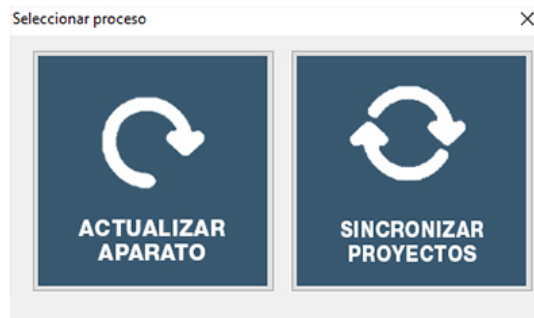 Seleccionar proceso
ACTUALIZAR
APARATO
SINCRONIZAR
PROYECTOS